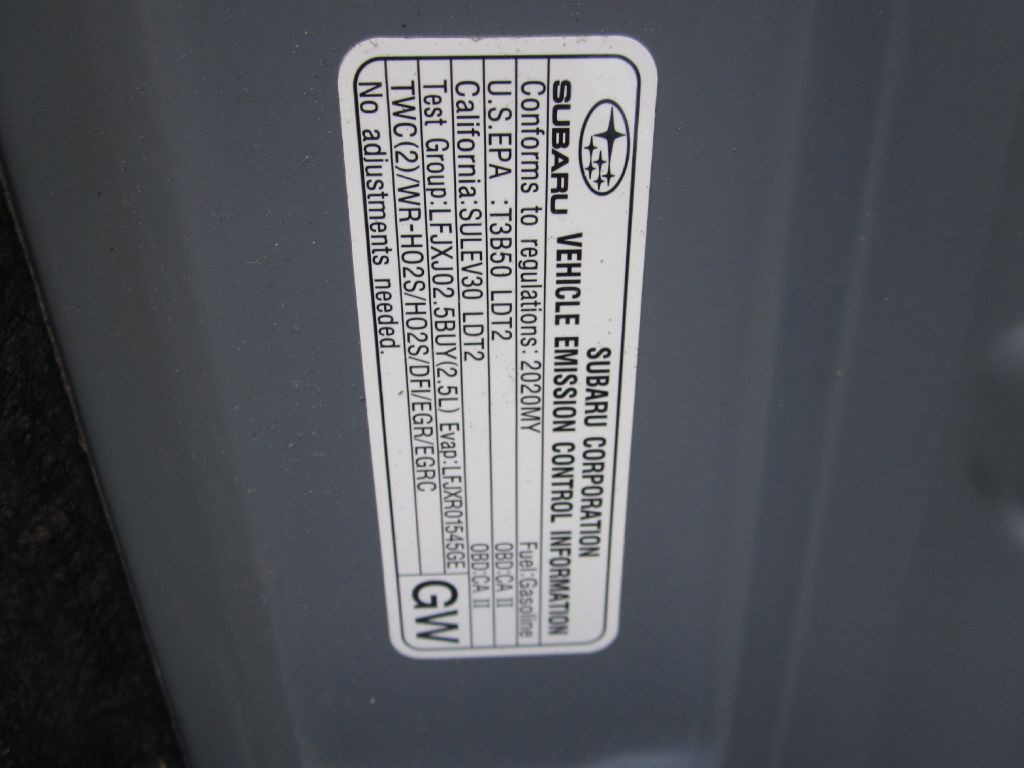 SUBARU CORPORATION
SUBARU VEHICLE EMISSION CONTROL INFORMATION
Conforms to regulations: 2020MY Fuel:Gasoline
U.S.EPA :T3B50 LDT2 OBD:CA II
California:SULEV30 LDT2 OBD:CA II
Test Group:LFJXJ02.5BUY(2.5L) Evap:LFJXR01545GE
TWC(2)/WR-HO2S/HO2S/DFI/EGR/EGRC
No adjustments needed.
GW